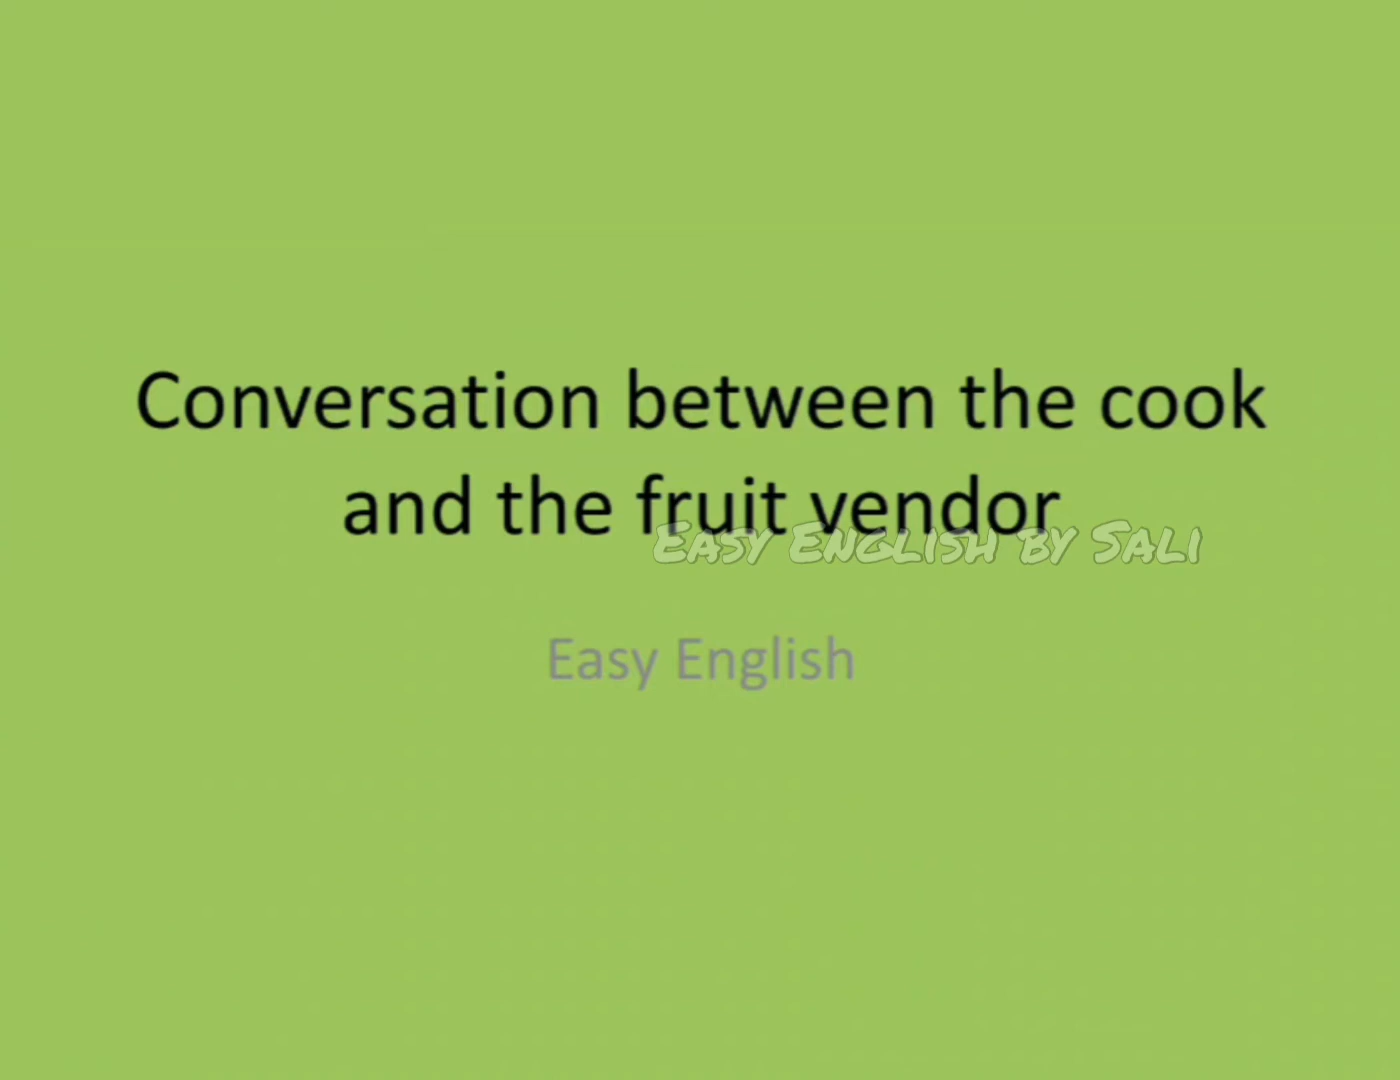 Conversation between the cook
and the fruit vendor
Easy English by Sali
Easy English